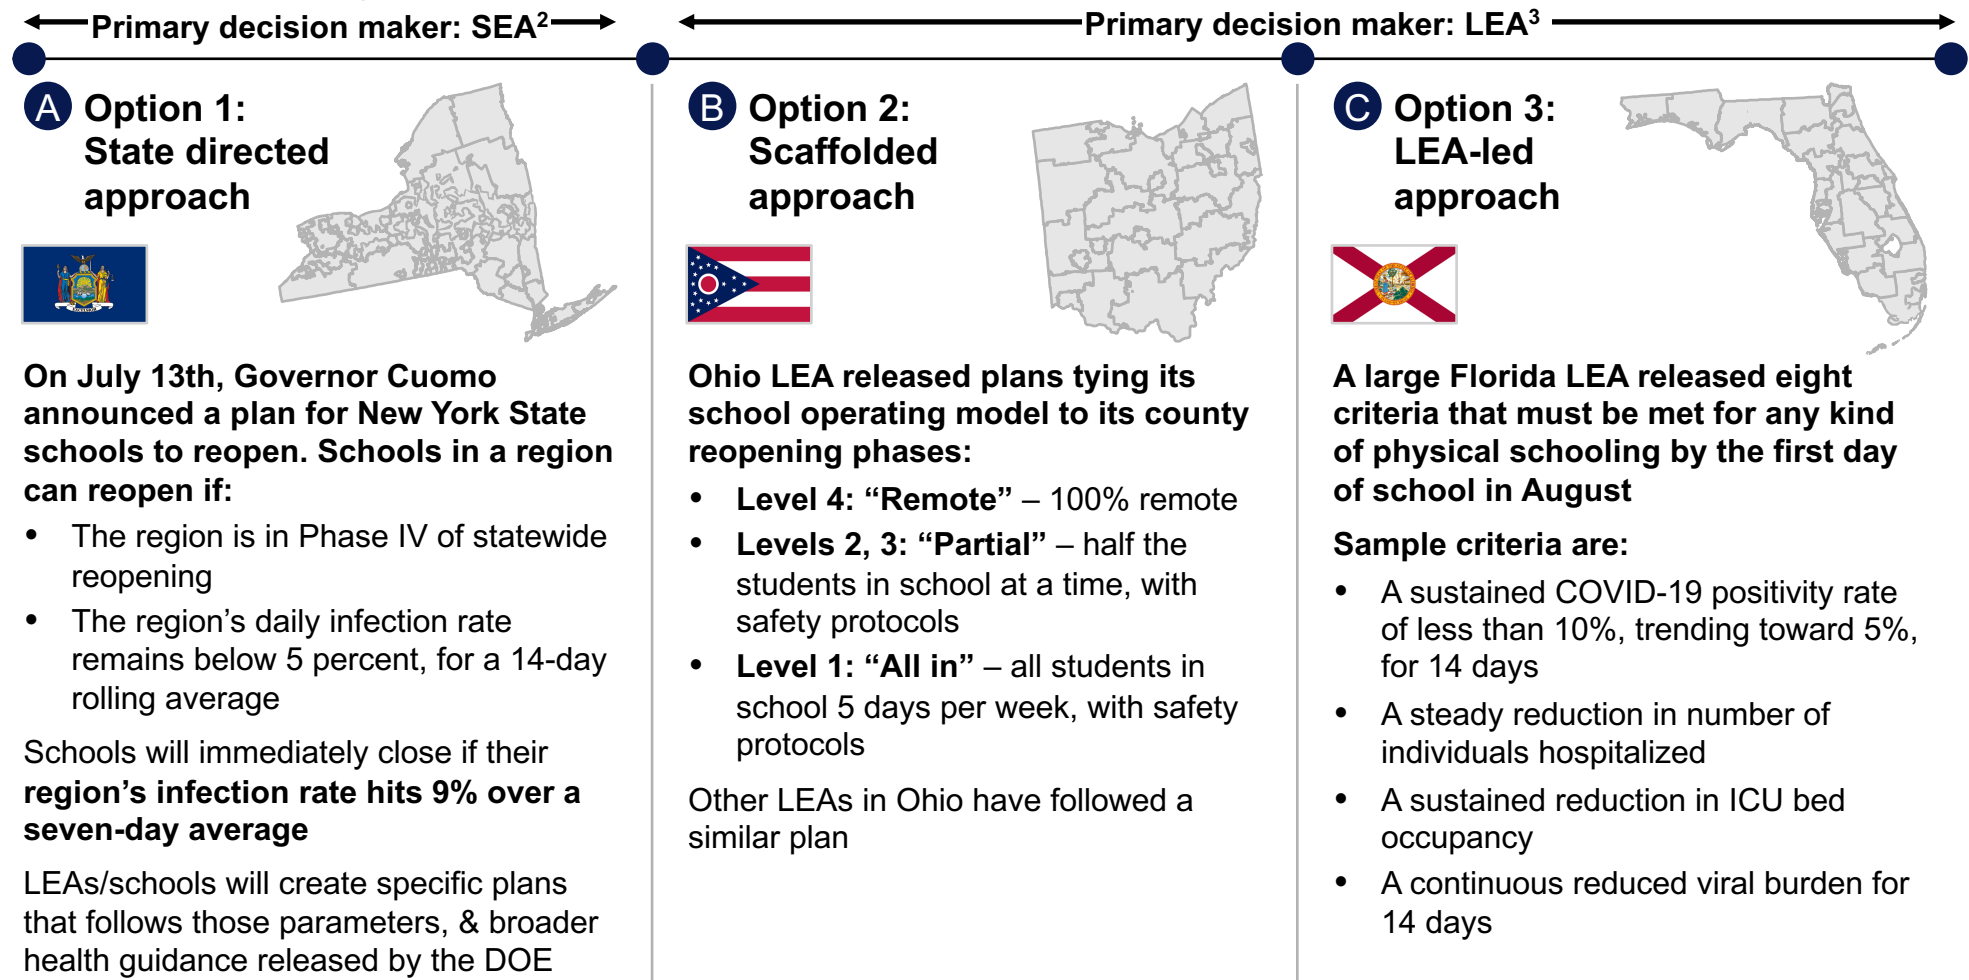 Primary decision maker: SEA²
Primary decision maker: LEA³
A
Option 1:
State directed
approach
On July 13th, Governor Cuomo
announced a plan for New York State
schools to reopen. Schools in a region
can reopen if:
• The region is in Phase IV of statewide
reopening
• The region’s daily infection rate
remains below 5 percent, for a 14-day
rolling average
Schools will immediately close if their
region’s infection rate hits 9% over a
seven-day average
LEAs/schools will create specific plans
that follows those parameters, & broader
health guidance released by the DOE
B
Option 2:
Scaffolded
approach
Ohio LEA released plans tying its
school operating model to its county
reopening phases:
• Level 4: “Remote” – 100% remote
• Levels 2, 3: “Partial” – half the
students in school at a time, with
safety protocols
• Level 1: “All in” – all students in
school 5 days per week, with safety
protocols
Other LEAs in Ohio have followed a
similar plan
C
Option 3:
LEA-led
approach
A large Florida LEA released eight
criteria that must be met for any kind
of physical schooling by the first day
of school in August
Sample criteria are:
• A sustained COVID-19 positivity rate
of less than 10%, trending toward 5%,
for 14 days
• A steady reduction in number of
individuals hospitalized
• A sustained reduction in ICU bed
occupancy
• A continuous reduced viral burden for
14 days